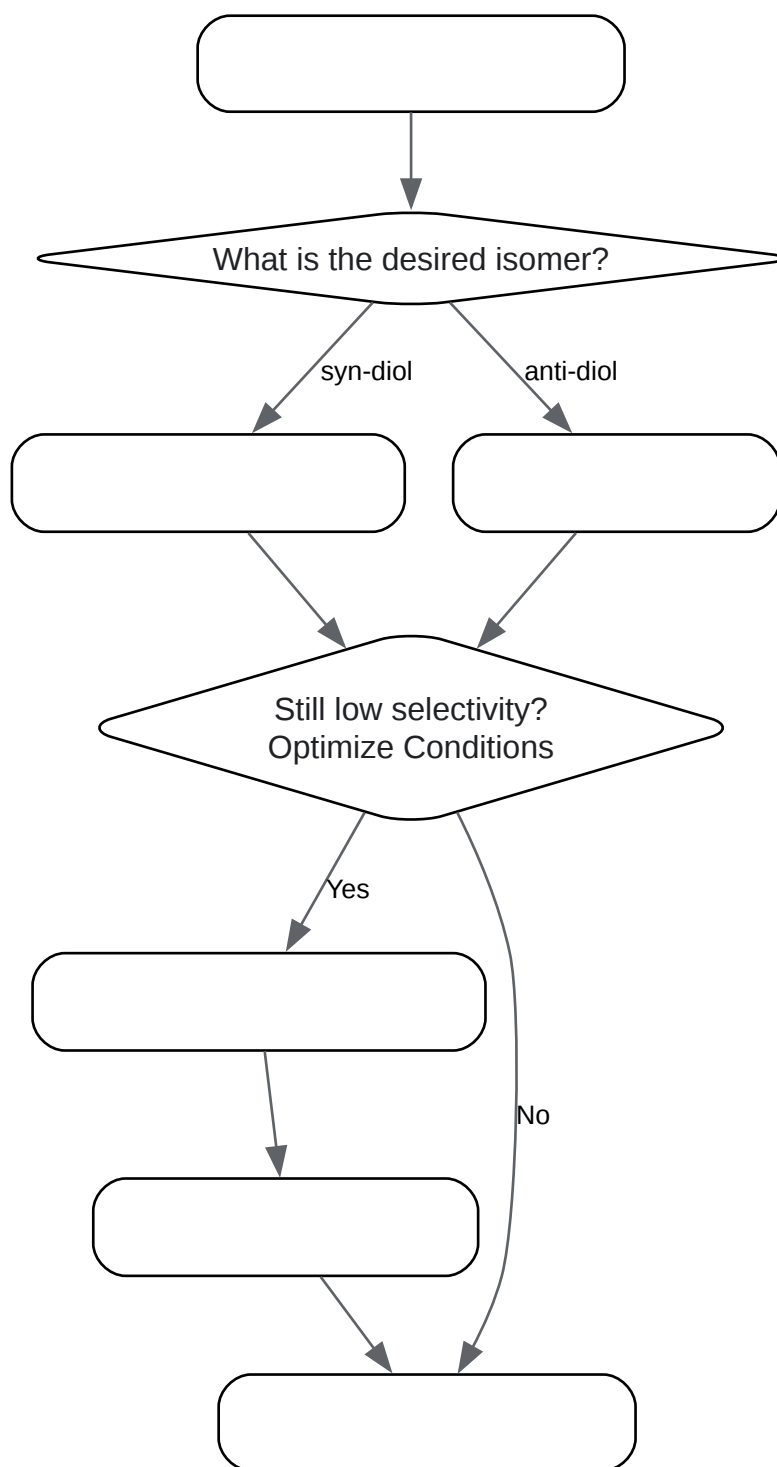 What is the desired isomer?
syn-diol
anti-diol
Still low selectivity?
Optimize Conditions
Yes
No